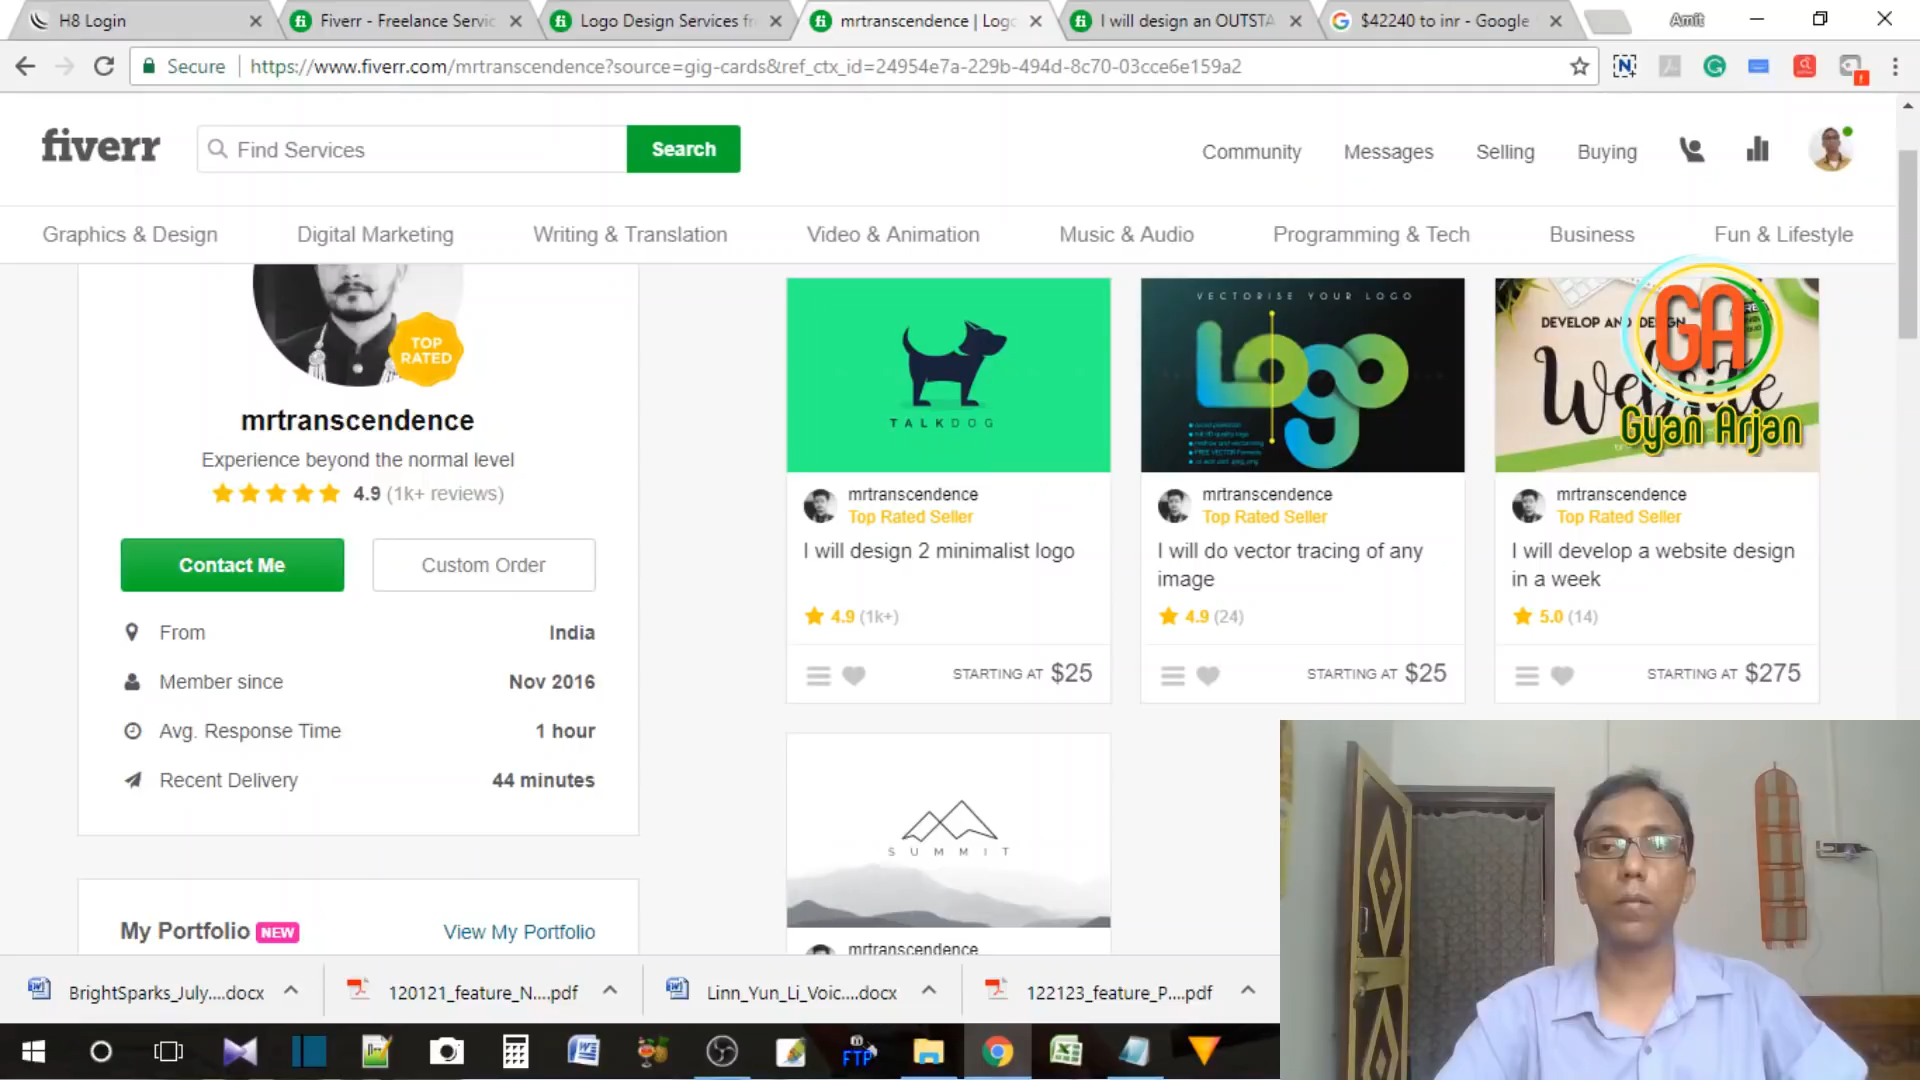 H8 Login
Fiverr - Freelance Servic
Logo Design Services fr
mrtranscendence | Logo
I will design an OUTSTA
$42240 to inr - Google
Amit
Secure
https://www.fiverr.com/mrtranscendence?source=gig-cards&ref_ctx_id=24954e7a-229b-494d-8c70-03cce6e159a2
fiverr
Find Services
Search
Community
Messages
Selling
Buying
Graphics & Design
Digital Marketing
Writing & Translation
Video & Animation
Music & Audio
Programming & Tech
Business
Fun & Lifestyle
TOP
RATED
mrtranscendence
Experience beyond the normal level
4.9 (1k+ reviews)
Contact Me
Custom Order
From India
Member since Nov 2016
Avg. Response Time 1 hour
Recent Delivery 44 minutes
My Portfolio NEW
View My Portfolio
TALKDOG
mrtranscendence
Top Rated Seller
I will design 2 minimalist logo
4.9 (1k+)
STARTING AT $25
VECTORISE YOUR LOGO
Logo
mrtranscendence
Top Rated Seller
I will do vector tracing of any
image
4.9 (24)
STARTING AT $25
DEVELOP AND DESIGN
Website
GA
Gyan Arjan
mrtranscendence
Top Rated Seller
I will develop a website design
in a week
5.0 (14)
STARTING AT $275
SUMMIT
mrtranscendence
BrightSparks_July....docx
120121_feature_N....pdf
Linn_Yun_Li_Voic....docx
122123_feature_P....pdf
FTP